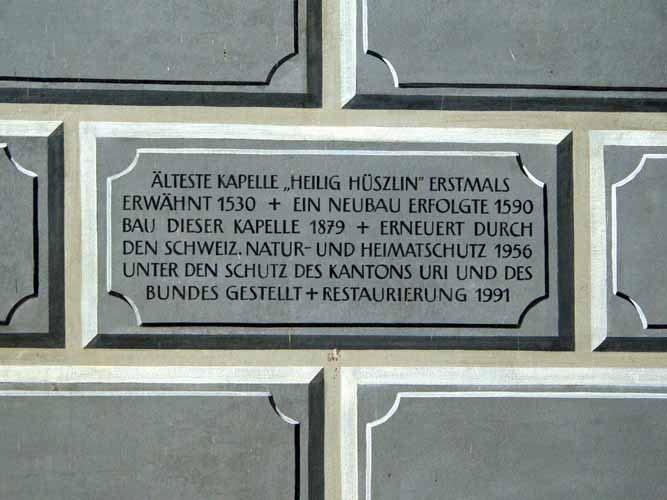 ÄLTESTE KAPELLE „HEILIG HÜSZLIN" ERSTMALS
ERWÄHNT 1530 + EIN NEUBAU ERFOLGTE 1590
BAU DIESER KAPELLE 1879 + ERNEUERT DURCH
DEN SCHWEIZ. NATUR- UND HEIMATSCHUTZ 1956
UNTER DEN SCHUTZ DES KANTONS URI UND DES
BUNDES GESTELLT + RESTAURIERUNG 1991